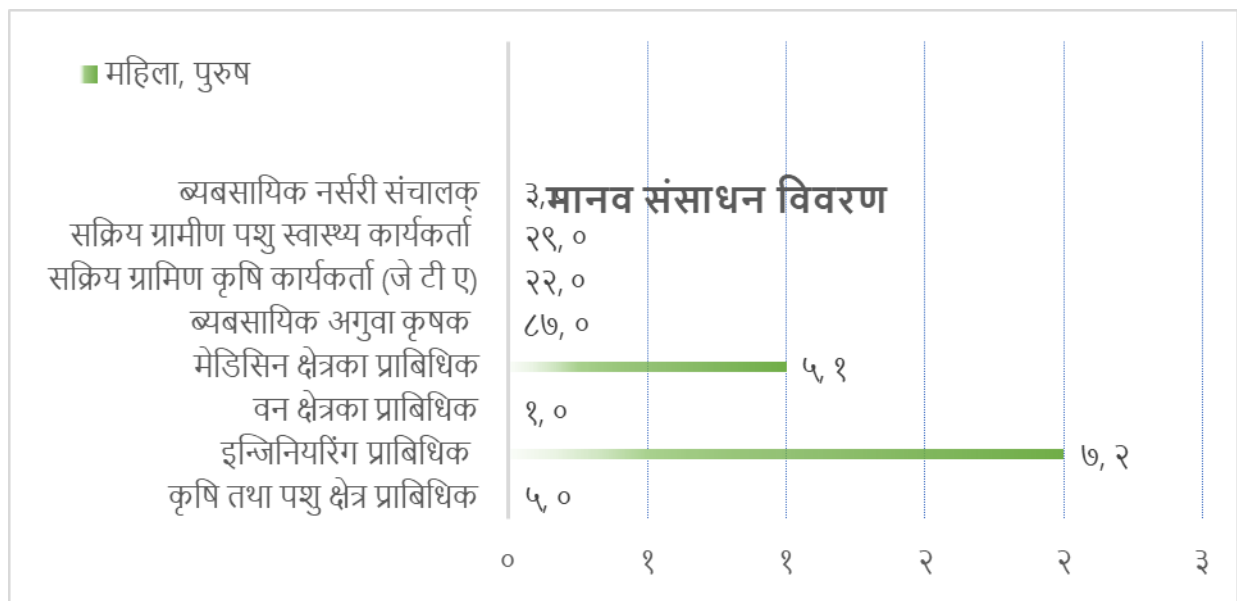 महिला, पुरुष
ब्यबसायिक नर्सरी संचालक् ३, मानव संसाधन विवरण
सक्रिय ग्रामीण पशु स्वास्थ्य कार्यकर्ता २९, ०
सक्रिय ग्रामिण कृषि कार्यकर्ता (जे टी ए) २२, ०
ब्यबसायिक अगुवा कृषक ८७, ०
मेडिसिन क्षेत्रका प्राबिधिक ५, १
वन क्षेत्रका प्राबिधिक १, ०
इन्जिनियरिंग प्राबिधिक ७, २
कृषि तथा पशु क्षेत्र प्राबिधिक ५, ०
० १ १ २ २ ३